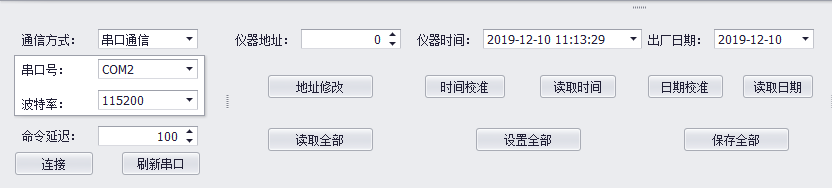 通信方式： 串口通信 仪器地址： 0 仪器时间： 2019-12-10 11:13:29 出厂日期： 2019-12-10
串口号： COM2
地址修改 时间校准 读取时间 日期校准 读取日期
波特率： 115200
命令延迟： 100 读取全部 设置全部 保存全部
连接 刷新串口